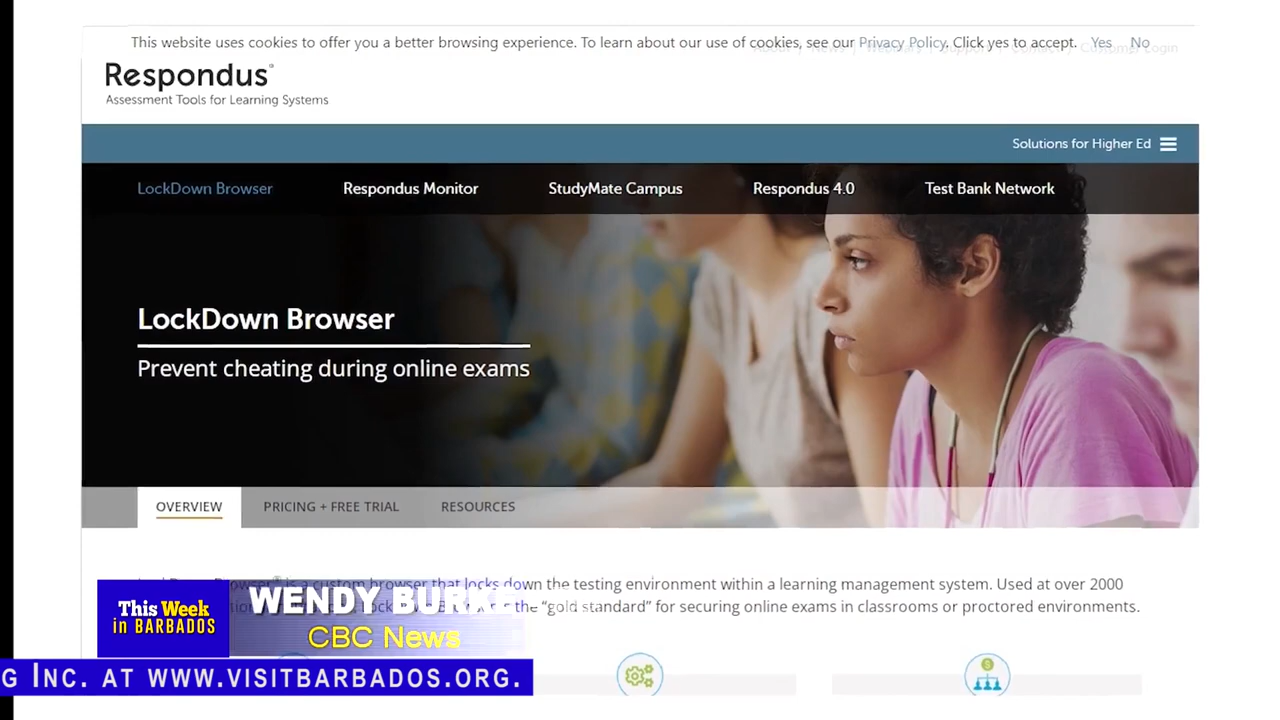 This website uses cookies to offer you a better browsing experience. To learn about our use of cookies, see our Privacy Policy. Click yes to accept. Yes No
Customer Login
Respondus
Assessment Tools for Learning Systems
Solutions for Higher Ed
LockDown Browser Respondus Monitor StudyMate Campus Respondus 4.0 Test Bank Network
LockDown Browser
Prevent cheating during online exams
OVERVIEW PRICING + FREE TRIAL RESOURCES
is a custom browser that locks down the testing environment within a learning management system. Used at over 2000
the “gold standard” for securing online exams in classrooms or proctored environments.
This Week
in BARBADOS
WENDY BURKE
CBC News
G INC. AT WWW.VISITBARBADOS.ORG.